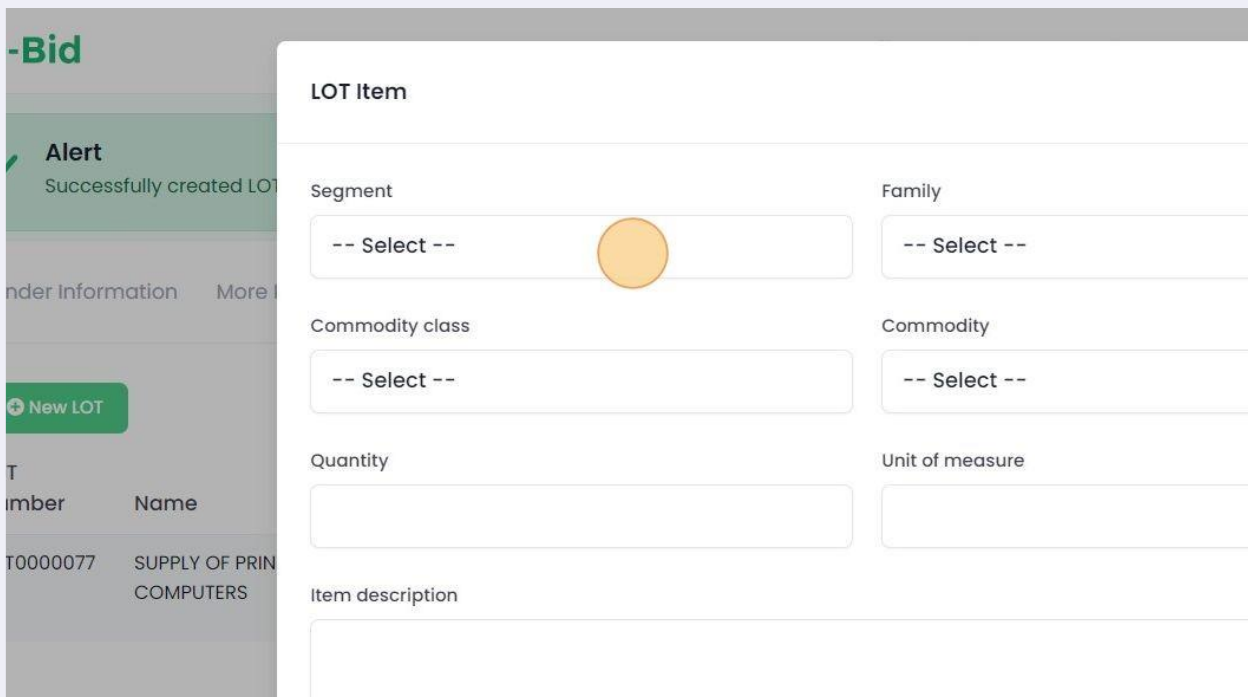 -Bid
LOT Item
Alert
Successfully created LOT
Segment Family
-- Select -- -- Select --
nder Information More
Commodity class Commodity
-- Select -- -- Select --
New LOT
Quantity Unit of measure
T
mber Name
T0000077 SUPPLY OF PRIN
COMPUTERS
Item description